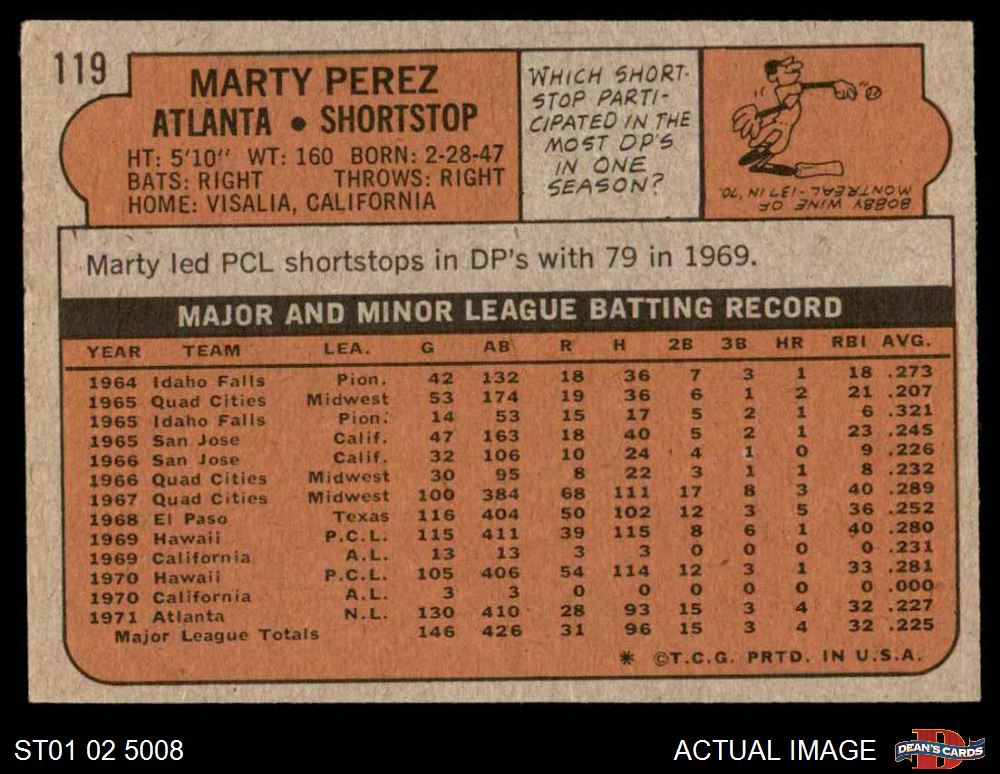 119
MARTY PEREZ
ATLANTA • SHORTSTOP
HT: 5'10" WT: 160 BORN: 2-28-47
BATS: RIGHT THROWS: RIGHT
HOME: VISALIA, CALIFORNIA
WHICH SHORT-
STOP PARTI-
CIPATED IN THE
MOST DP'S
IN ONE
SEASON?
BOBBY WINE OF
MONTREAL-137 IN '70
Marty led PCL shortstops in DP's with 79 in 1969.
MAJOR AND MINOR LEAGUE BATTING RECORD
YEAR TEAM LEA. G AB R H 2B 3B HR RBI AVG.
1964 Idaho Falls Pion. 42 132 18 36 7 3 1 18 .273
1965 Quad Cities Midwest 53 174 19 36 6 1 2 21 .207
1965 Idaho Falls Pion. 14 53 15 17 5 2 1 6 .321
1965 San Jose Calif. 47 163 18 40 5 2 1 23 .245
1966 San Jose Calif. 32 106 10 24 4 1 0 9 .226
1966 Quad Cities Midwest 30 95 8 22 3 1 1 8 .232
1967 Quad Cities Midwest 100 384 68 111 17 8 3 40 .289
1968 El Paso Texas 116 404 50 102 12 3 5 36 .252
1969 Hawaii P.C.L. 115 411 39 115 8 6 1 40 .280
1969 California A.L. 13 13 3 3 0 0 0 0 .231
1970 Hawaii P.C.L. 105 406 54 114 12 3 1 33 .281
1970 California A.L. 3 3 0 0 0 0 0 0 .000
1971 Atlanta N.L. 130 410 28 93 15 3 4 32 .227
Major League Totals 146 426 31 96 15 3 4 32 .225
* ©T.C.G. PRTD. IN U.S.A.
ST01 02 5008
ACTUAL IMAGE
D
DEAN'S CARDS